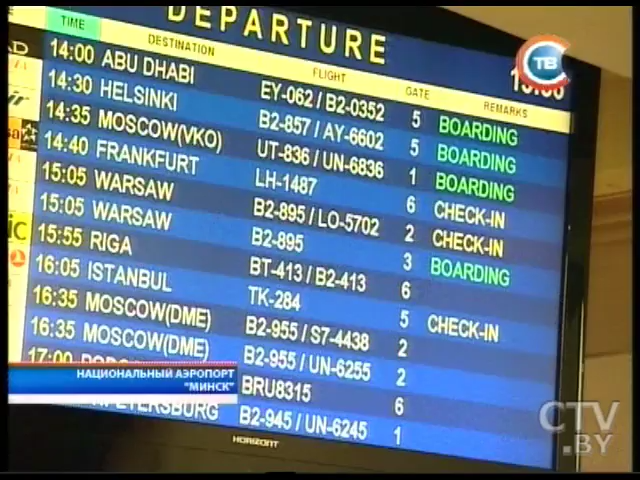 DEPARTURE
TIME DESTINATION FLIGHT GATE REMARKS
14:00 ABU DHABI EY-062 / B2-0352 5 BOARDING
14:30 HELSINKI B2-857 / AY-6602 5 BOARDING
14:35 MOSCOW(VKO) UT-836 / UN-6836 1 BOARDING
14:40 FRANKFURT LH-1487 6 CHECK-IN
15:05 WARSAW B2-895 / LO-5702 2 CHECK-IN
15:05 WARSAW B2-895 3 BOARDING
15:55 RIGA BT-413 / B2-413 6
16:05 ISTANBUL TK-284 5 CHECK-IN
16:35 MOSCOW(DME) B2-955 / S7-4438 2
16:35 MOSCOW(DME) B2-955 / UN-6255 2
17:00 BRU8315 6
PETERSBURG B2-945 / UN-6245 1
HORIZONT
СТВ
НАЦИОНАЛЬНЫЙ АЭРОПОРТ
"МИНСК"
CTV
.BY